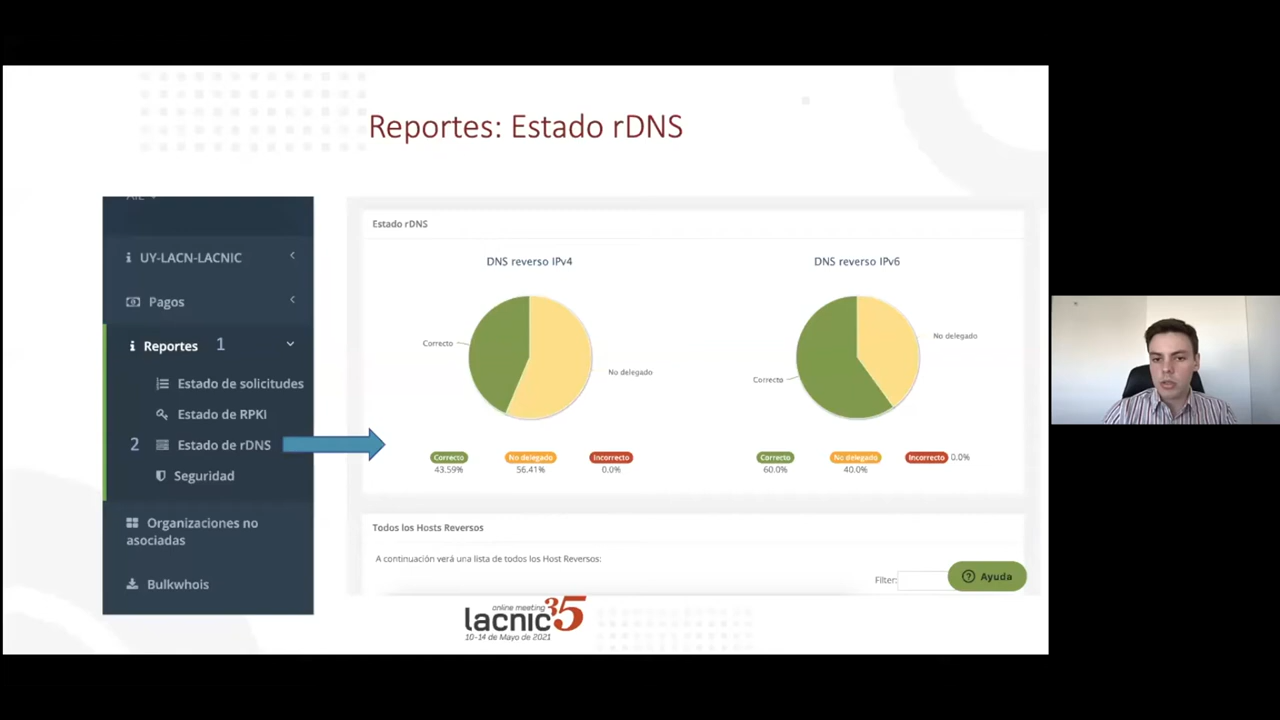 Reportes: Estado rDNS
UY-LACN-LACNIC
Pagos
Reportes 1
Estado de solicitudes
Estado de RPKI
2 Estado de rDNS
Seguridad
Organizaciones no
asociadas
Bulkwhois
Estado rDNS
DNS reverso IPv4
Correcto
No delegado
Correcto No delegado Incorrecto
43.59% 56.41% 0.0%
DNS reverso IPv6
No delegado
Correcto
Correcto No delegado Incorrecto 0.0%
60.0% 40.0%
Todos los Hosts Reversos
A continuación verá una lista de todos los Host Reversos:
Filter:
Ayuda
online meeting
lacnic 35
10-14 de Mayo de 2021